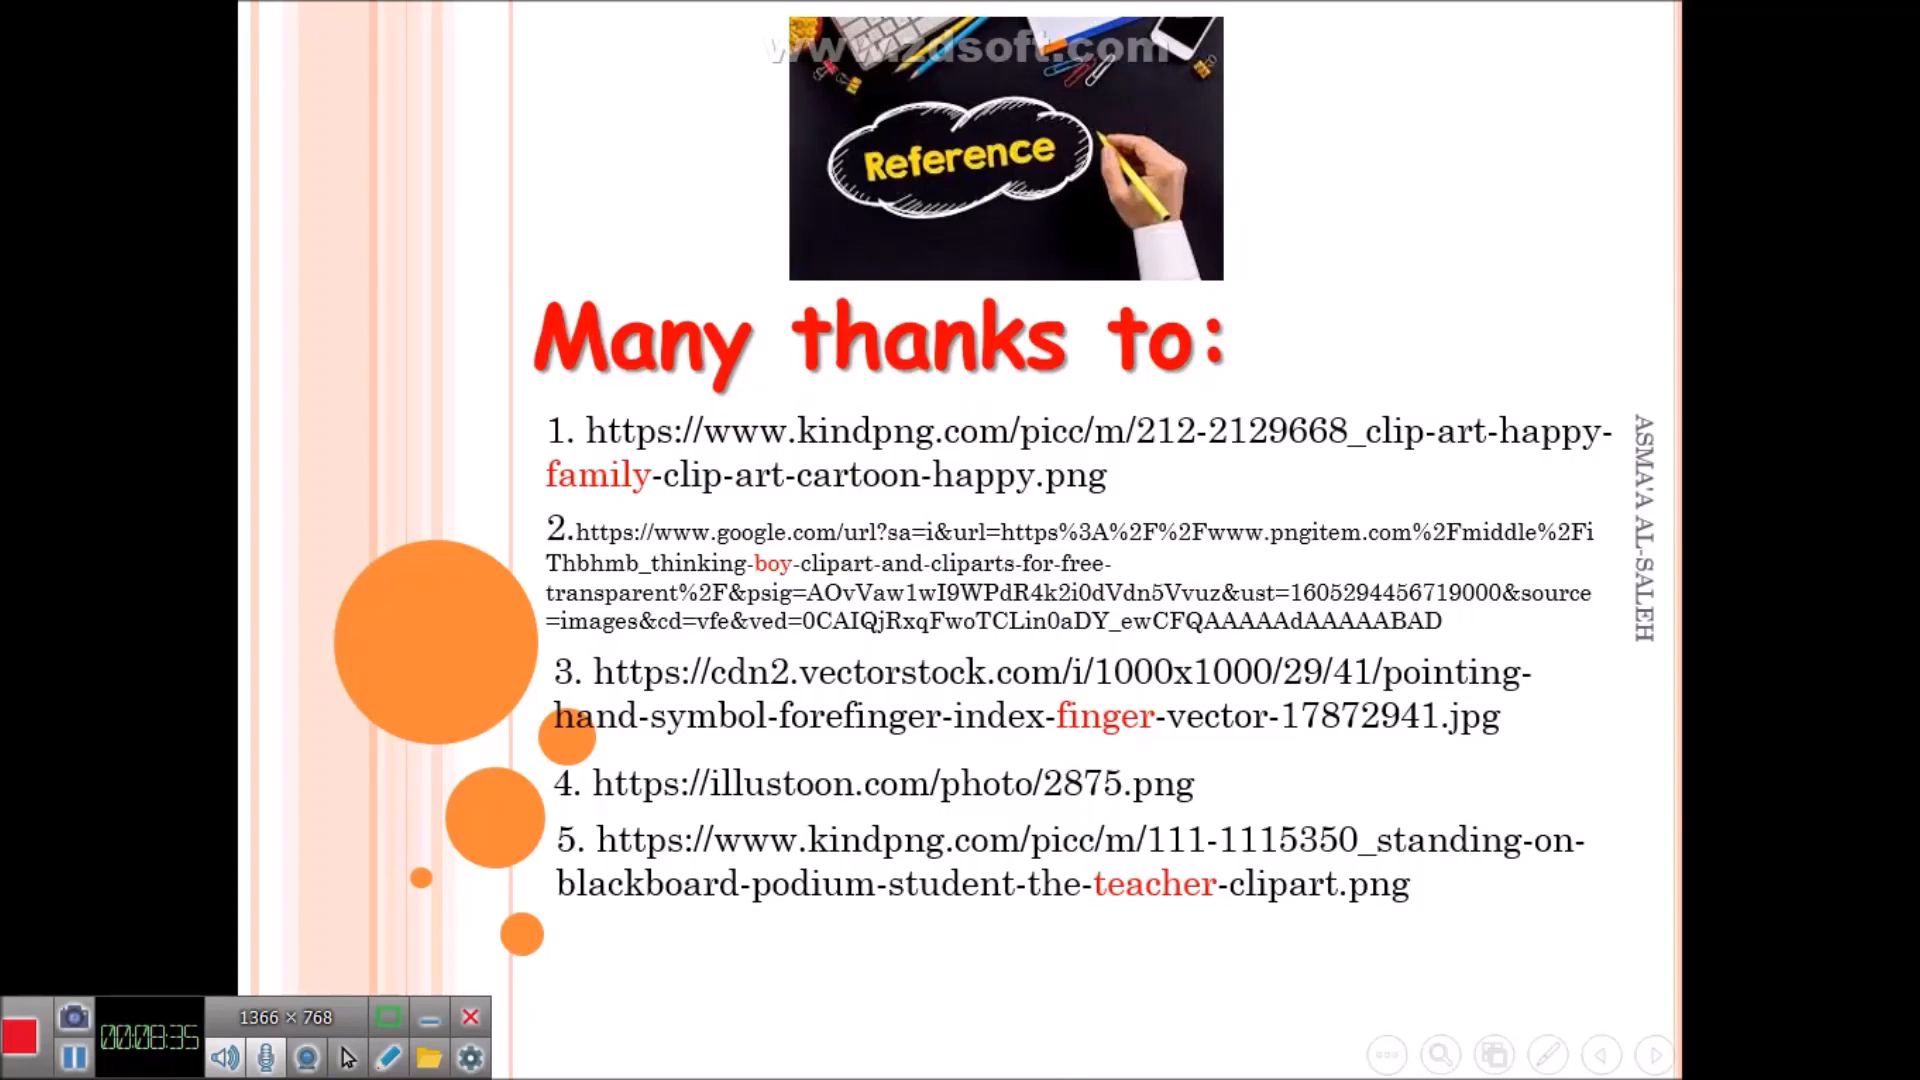 www.zdsoft.com
Reference
Many thanks to:
1. https://www.kindpng.com/picc/m/212-2129668_clip-art-happy-
family-clip-art-cartoon-happy.png
2.https://www.google.com/url?sa=i&url=https%3A%2F%2Fwww.pngitem.com%2Fmiddle%2Fi
Thbhmb_thinking-boy-clipart-and-cliparts-for-free-
transparent%2F&psig=AOvVaw1wI9WPdR4k2i0dVdn5Vvuz&ust=1605294456719000&source
=images&cd=vfe&ved=0CAIQjRxqFwoTCLin0aDY_ewCFQAAAAAdAAAAABAD
3. https://cdn2.vectorstock.com/i/1000x1000/29/41/pointing-
hand-symbol-forefinger-index-finger-vector-17872941.jpg
4. https://illustoon.com/photo/2875.png
5. https://www.kindpng.com/picc/m/111-1115350_standing-on-
blackboard-podium-student-the-teacher-clipart.png
ASMA'A AL-SALEH
1366 × 768
00:08:35